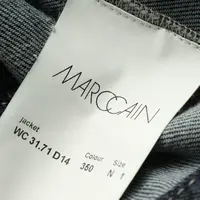 MARCCAIN
jacket
WC 31.71 D14
Colour Size
350 N 1